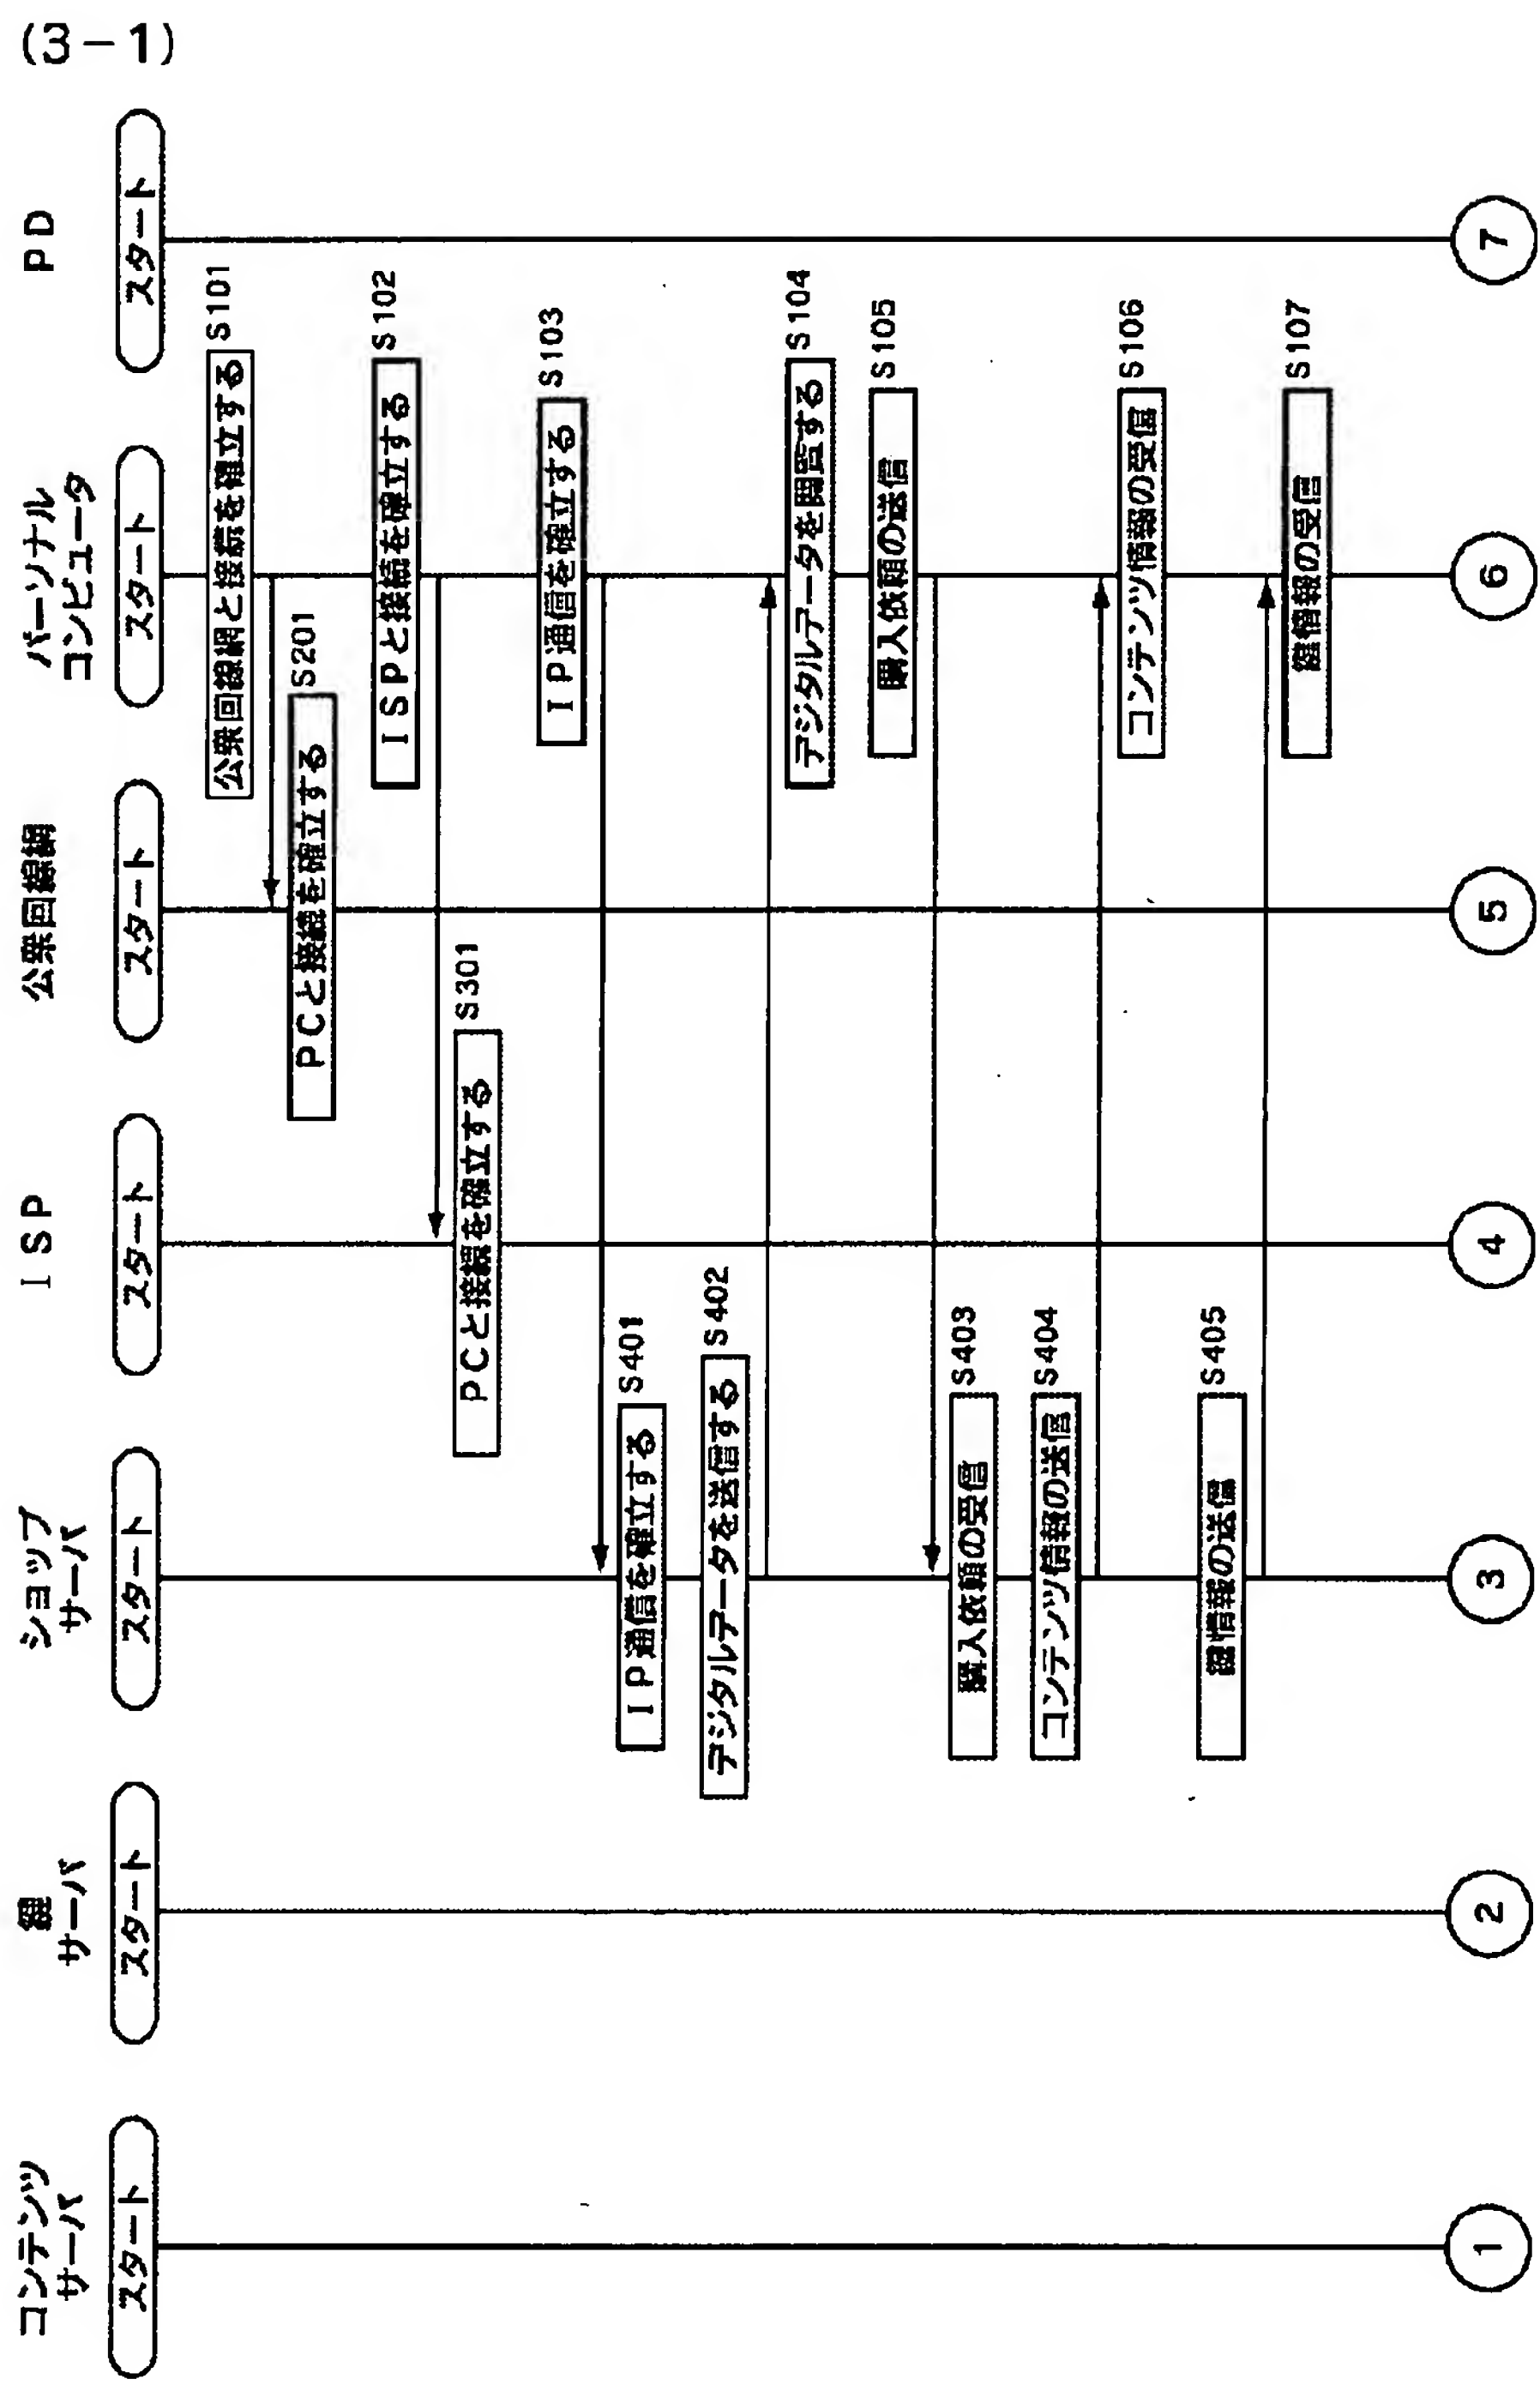 (3-1)
コンテンツ
サーバ
鍵
サーバ
ショップ
サーバ
ISP
公衆回線網
パーソナル
コンピュータ
PD
スタート
スタート
スタート
スタート
スタート
スタート
スタート
公衆回線網と接続を確立する
S101
PCと接続を確立する
S201
ISPと接続を確立する
S102
PCと接続を確立する
S301
IP通信を確立する
S103
IP通信を確立する
S401
デジタルデータを送信する
S402
デジタルデータを閲覧する
S104
購入依頼の送信
S105
購入依頼の受信
S403
コンテンツ情報の送信
S404
コンテンツ情報の受信
S106
鍵情報の送信
S405
鍵情報の受信
S107
1
2
3
4
5
6
7